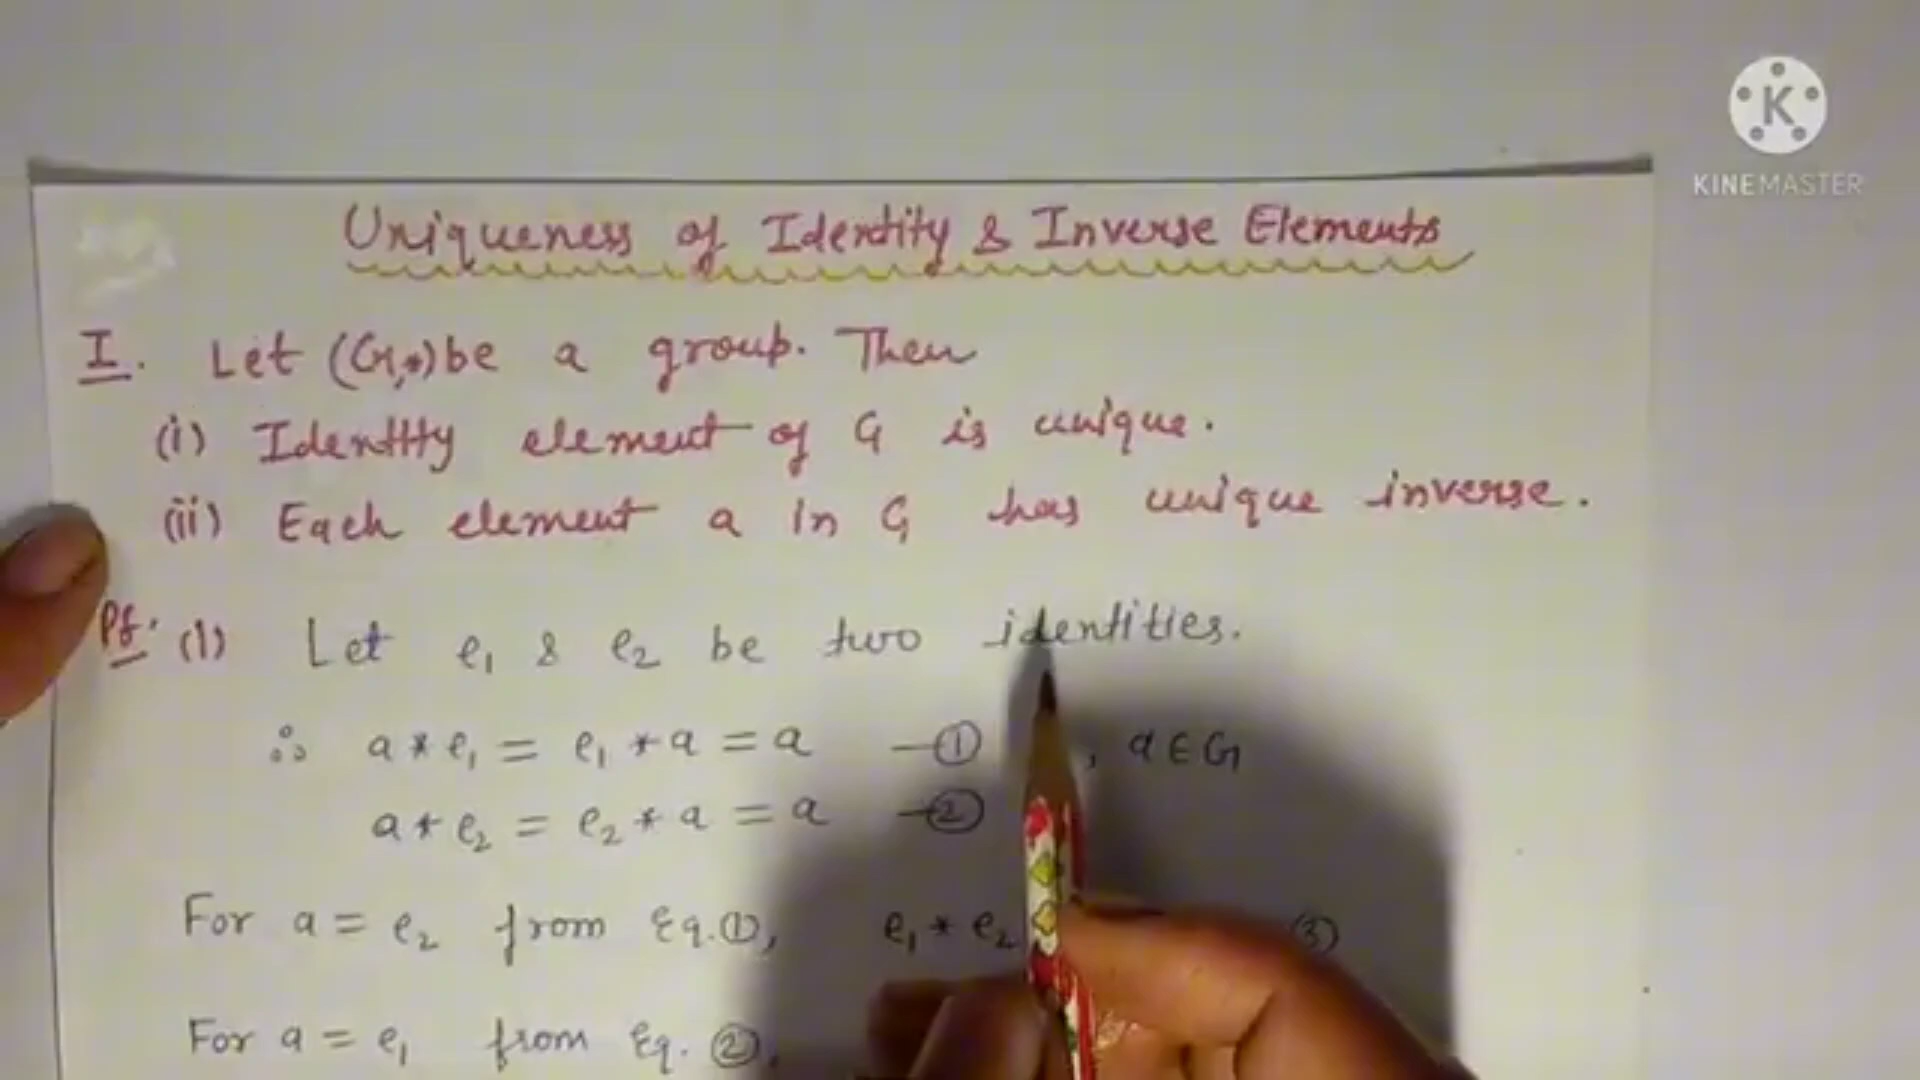 KINEMASTER
Uniqueness of Identity & Inverse Elements
I. Let (G,*) be a group. Then
(i) Identity element of G is unique.
(ii) Each element a in G has unique inverse.
Pf. (i) Let e₁ & e₂ be two identities.
∴ a * e₁ = e₁ * a = a —① , a ∈ G
a * e₂ = e₂ * a = a —②
For a = e₂ from Eq.①, e₁ * e₂ ③
For a = e₁ from Eq. ②,